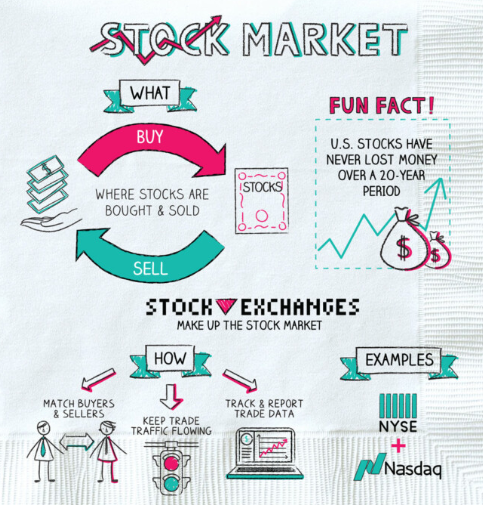 STOCK MARKET
WHAT
BUY
WHERE STOCKS ARE
BOUGHT & SOLD
$
STOCKS
SELL
FUN FACT!
U.S. STOCKS HAVE
NEVER LOST MONEY
OVER A 20-YEAR
PERIOD
$
$
STOCK EXCHANGES
MAKE UP THE STOCK MARKET
HOW
MATCH BUYERS
& SELLERS
KEEP TRADE
TRAFFIC FLOWING
TRACK & REPORT
TRADE DATA
EXAMPLES
NYSE
+
Nasdaq